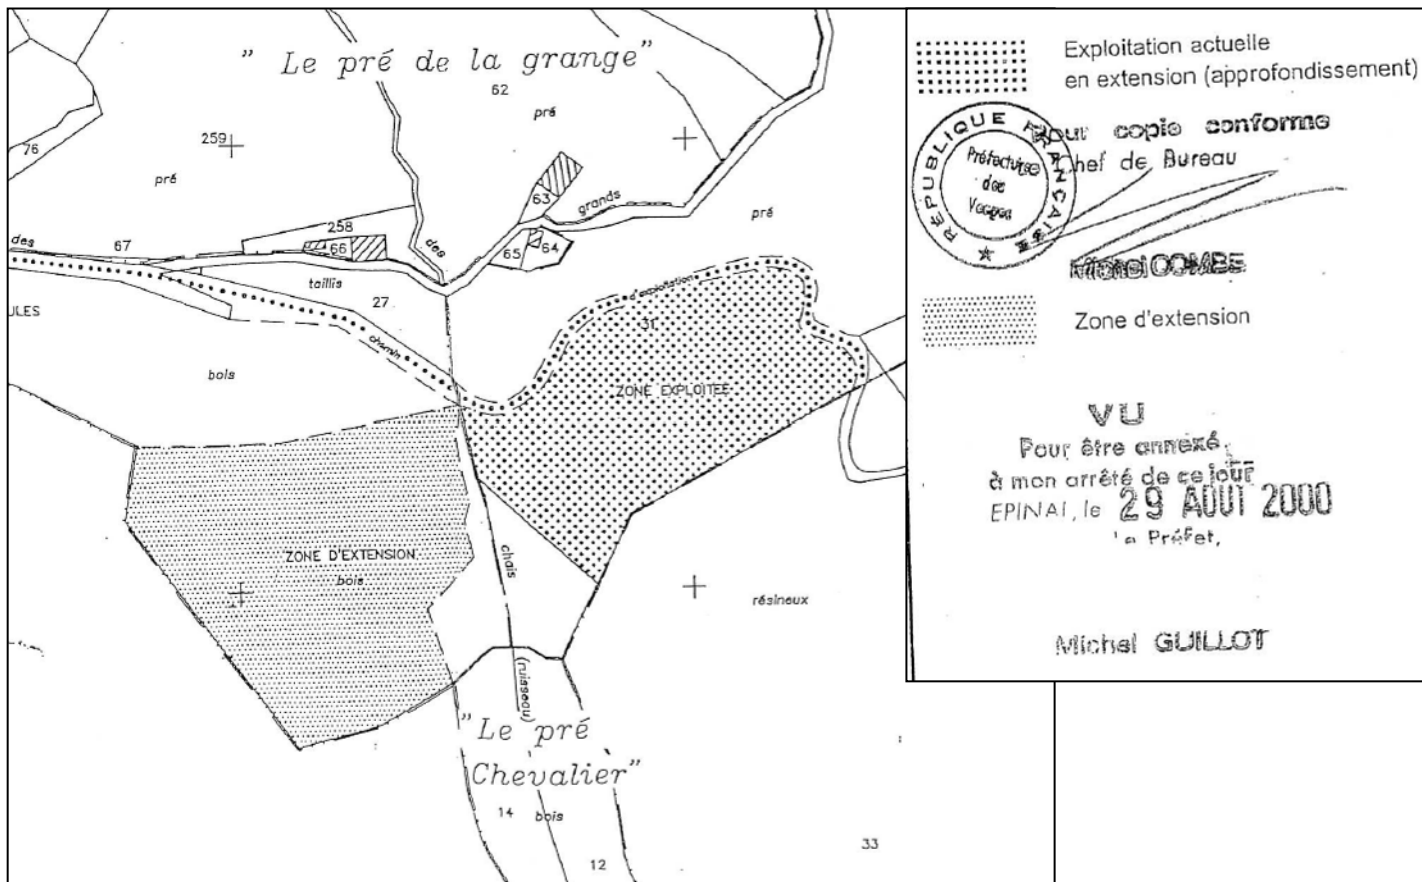 " Le pré de la grange"
62
pré
259
76
pré
63
grands
pré
258
des
67
66
des
65
64
taillis
27
d'exploitation
31
ULES
chemin
bois
ZONE EXPLOITEE
ZONE D'EXTENSION
bois
chais
résineux
(ruisseau)
"Le pré
Chevalier"
14
bois
12
33
Exploitation actuelle
en extension (approfondissement)
RÉPUBLIQUE FRANÇAISE
Préfecture
des
Vosges
Pour copie conforme
Chef de Bureau
Michel COMBE
Zone d'extension
VU
Pour être annexé
à mon arrêté de ce jour
EPINAL, le 29 AOUT 2000
Le Préfet,
Michel GUILLOT